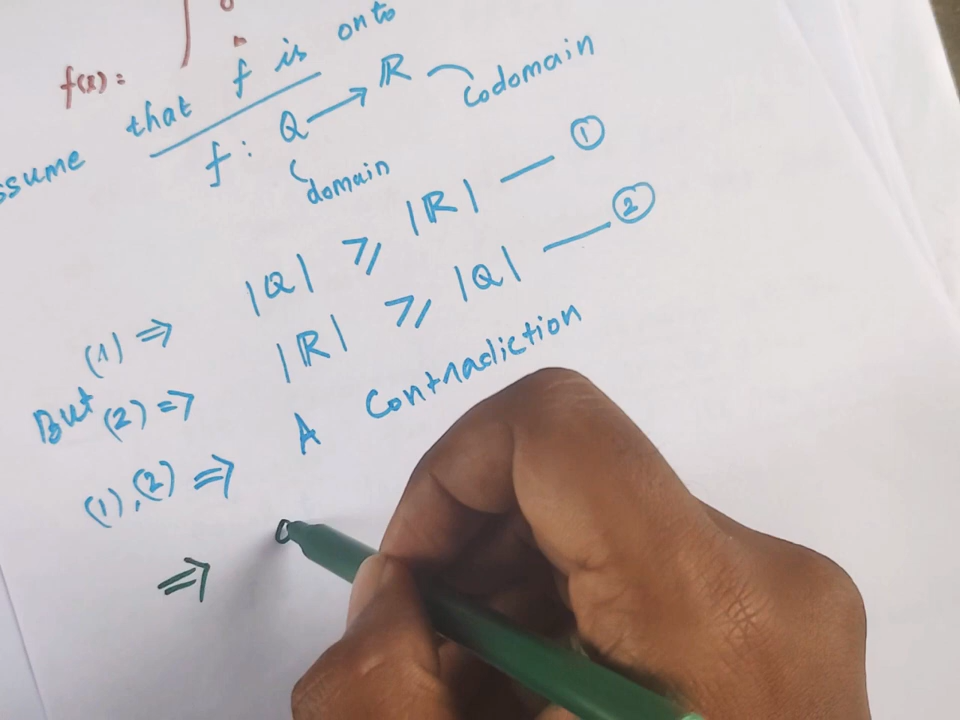 f(x) =
assume that f is onto
f : Q → R codomain
domain
(1) ⇒ |Q| ⩾ |R| — ①
But (2) ⇒ |R| ⩾ |Q| — ②
(1), (2) ⇒ A Contradiction
⇒